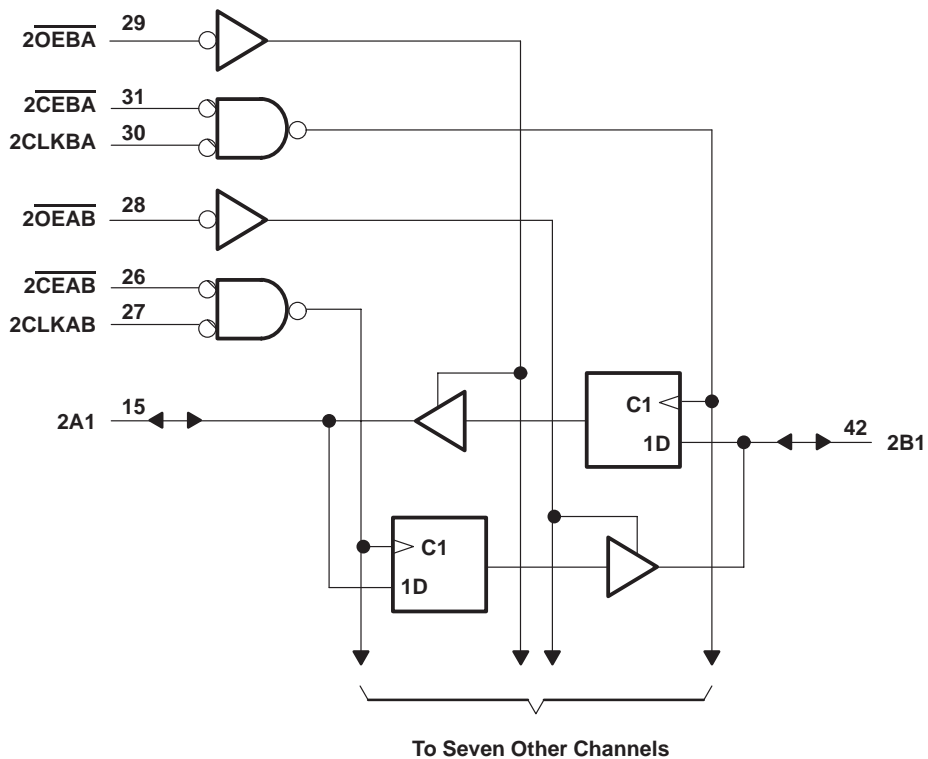 2OEBA 29
2CEBA 31
2CLKBA 30
2OEAB 28
2CEAB 26
2CLKAB 27
2A1 15
C1
1D
42 2B1
C1
1D
To Seven Other Channels